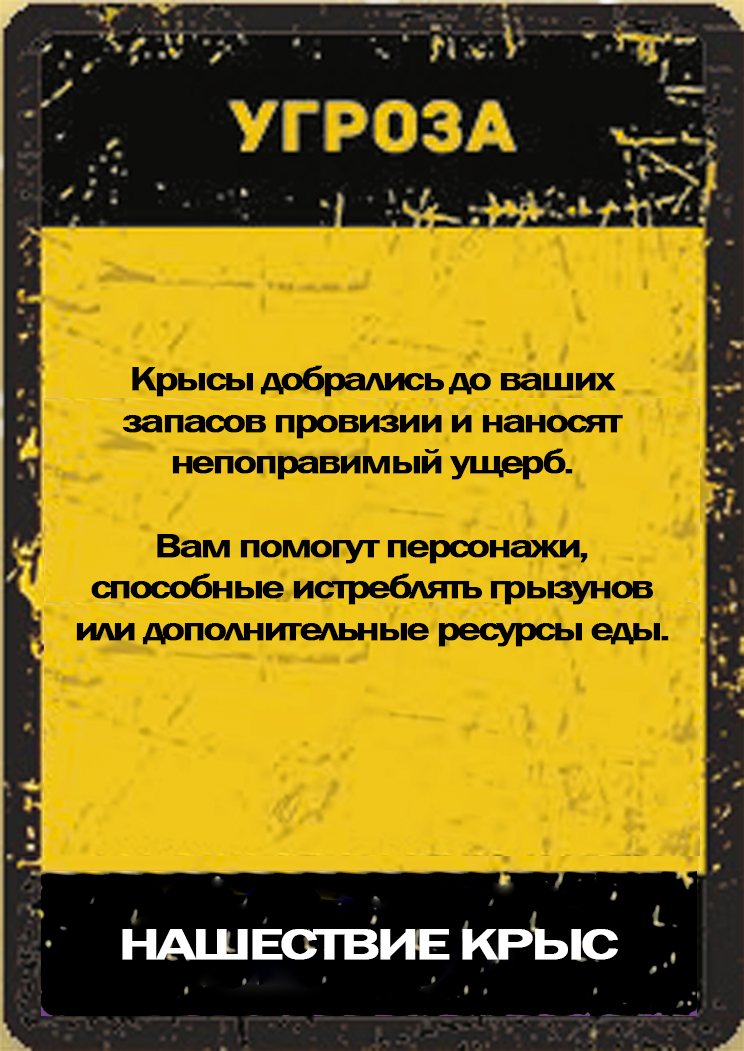 УГРОЗА
Крысы добрались до ваших
запасов провизии и наносят
непоправимый ущерб.
Вам помогут персонажи,
способные истреблять грызунов
или дополнительные ресурсы еды.
НАШЕСТВИЕ КРЫС